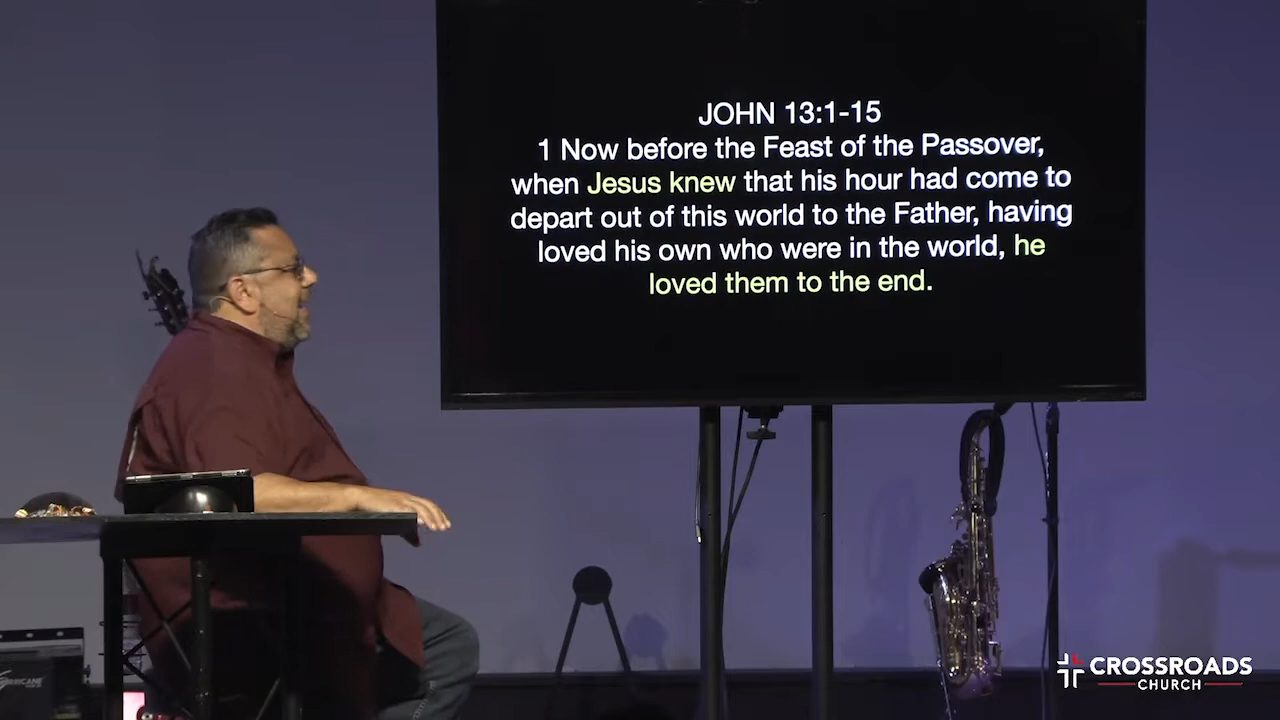 JOHN 13:1-15
1 Now before the Feast of the Passover,
when Jesus knew that his hour had come to
depart out of this world to the Father, having
loved his own who were in the world, he
loved them to the end.
CROSSROADS
CHURCH